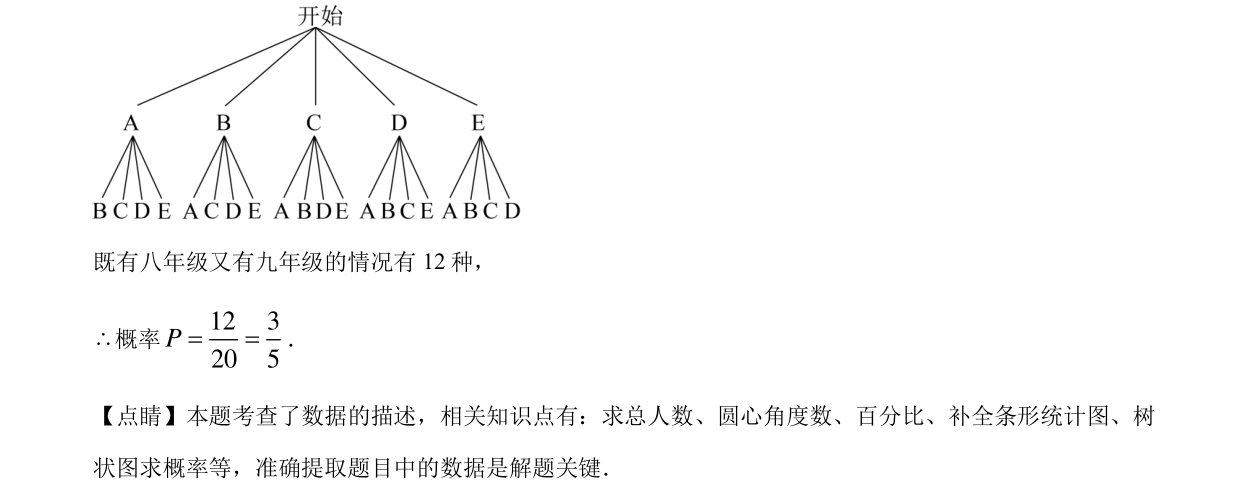 开始
A B C D E
B C D E A C D E A B D E A B C E A B C D
既有八年级又有九年级的情况有 12 种，
∴概率 P = 12/20 = 3/5 .
【点睛】本题考查了数据的描述，相关知识点有：求总人数、圆心角度数、百分比、补全条形统计图、树
状图求概率等，准确提取题目中的数据是解题关键．